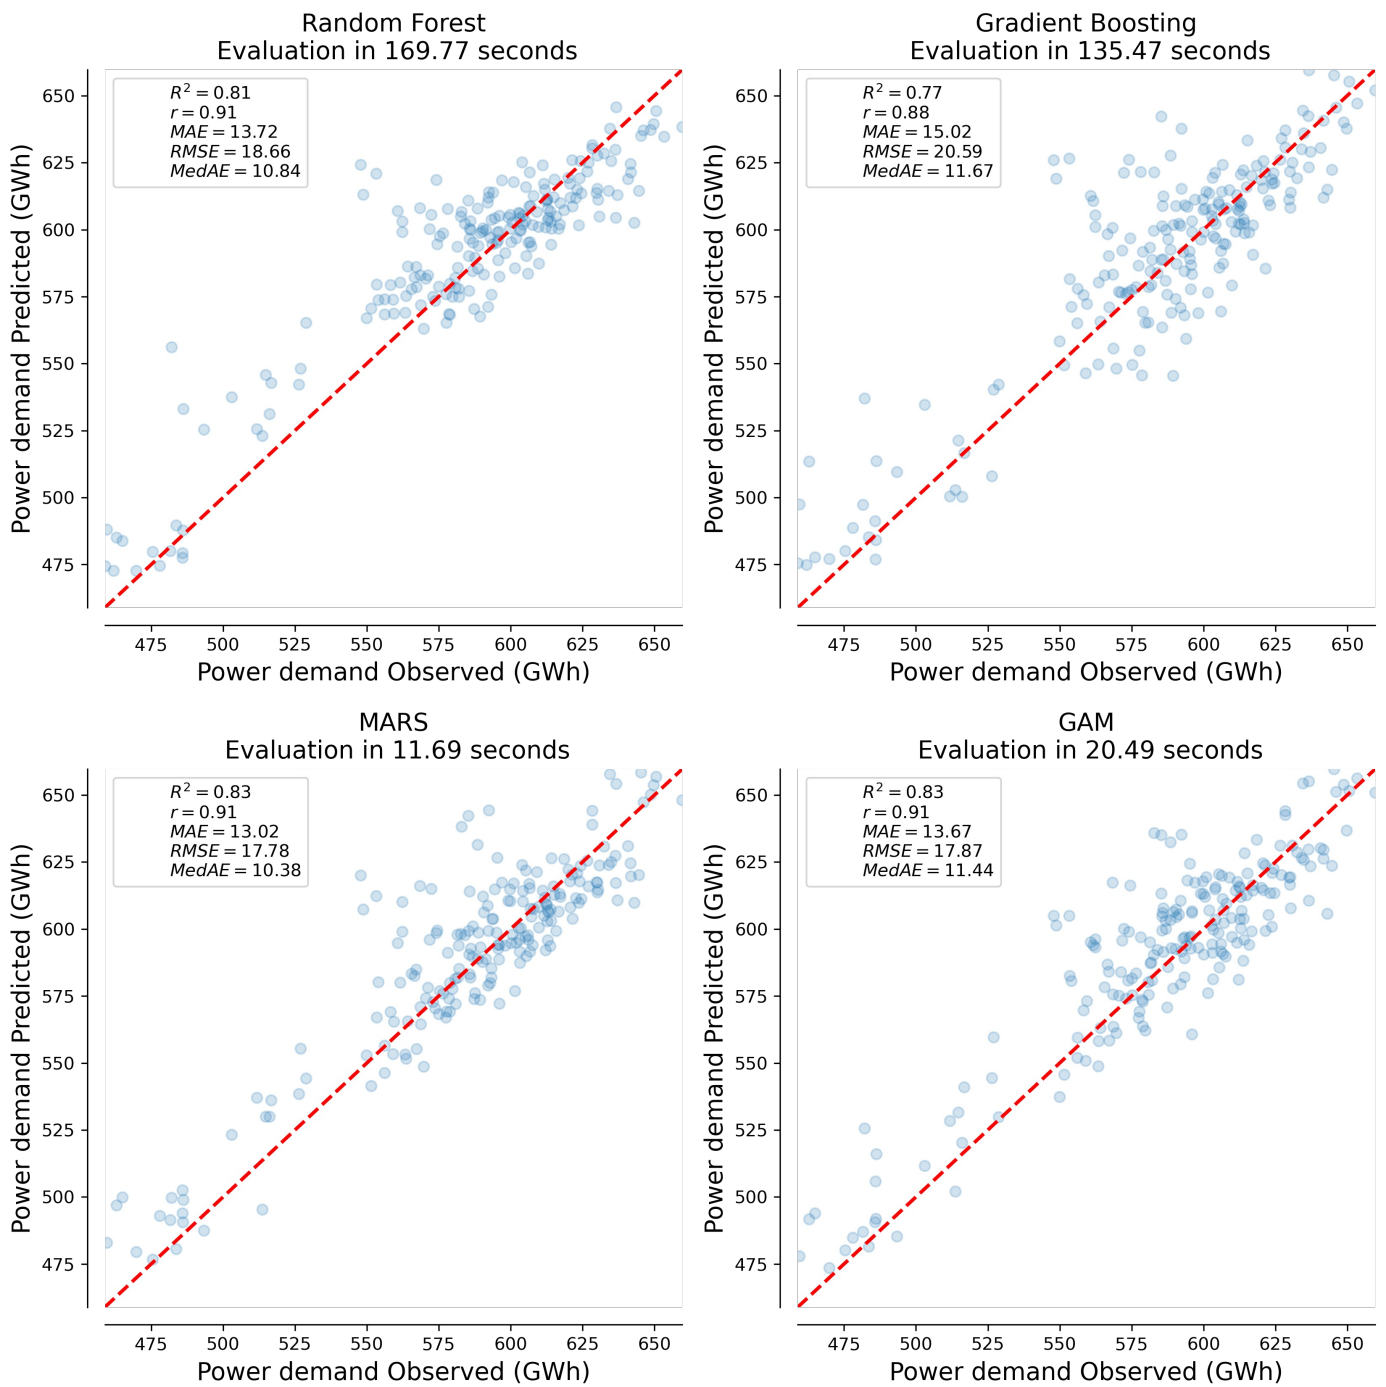 Random Forest
Evaluation in 169.77 seconds
R² = 0.81
r = 0.91
MAE = 13.72
RMSE = 18.66
MedAE = 10.84
650
625
600
575
550
525
500
475
Power demand Predicted (GWh)
475 500 525 550 575 600 625 650
Power demand Observed (GWh)
Gradient Boosting
Evaluation in 135.47 seconds
R² = 0.77
r = 0.88
MAE = 15.02
RMSE = 20.59
MedAE = 11.67
650
625
600
575
550
525
500
475
Power demand Predicted (GWh)
475 500 525 550 575 600 625 650
Power demand Observed (GWh)
MARS
Evaluation in 11.69 seconds
R² = 0.83
r = 0.91
MAE = 13.02
RMSE = 17.78
MedAE = 10.38
650
625
600
575
550
525
500
475
Power demand Predicted (GWh)
475 500 525 550 575 600 625 650
Power demand Observed (GWh)
GAM
Evaluation in 20.49 seconds
R² = 0.83
r = 0.91
MAE = 13.67
RMSE = 17.87
MedAE = 11.44
650
625
600
575
550
525
500
475
Power demand Predicted (GWh)
475 500 525 550 575 600 625 650
Power demand Observed (GWh)